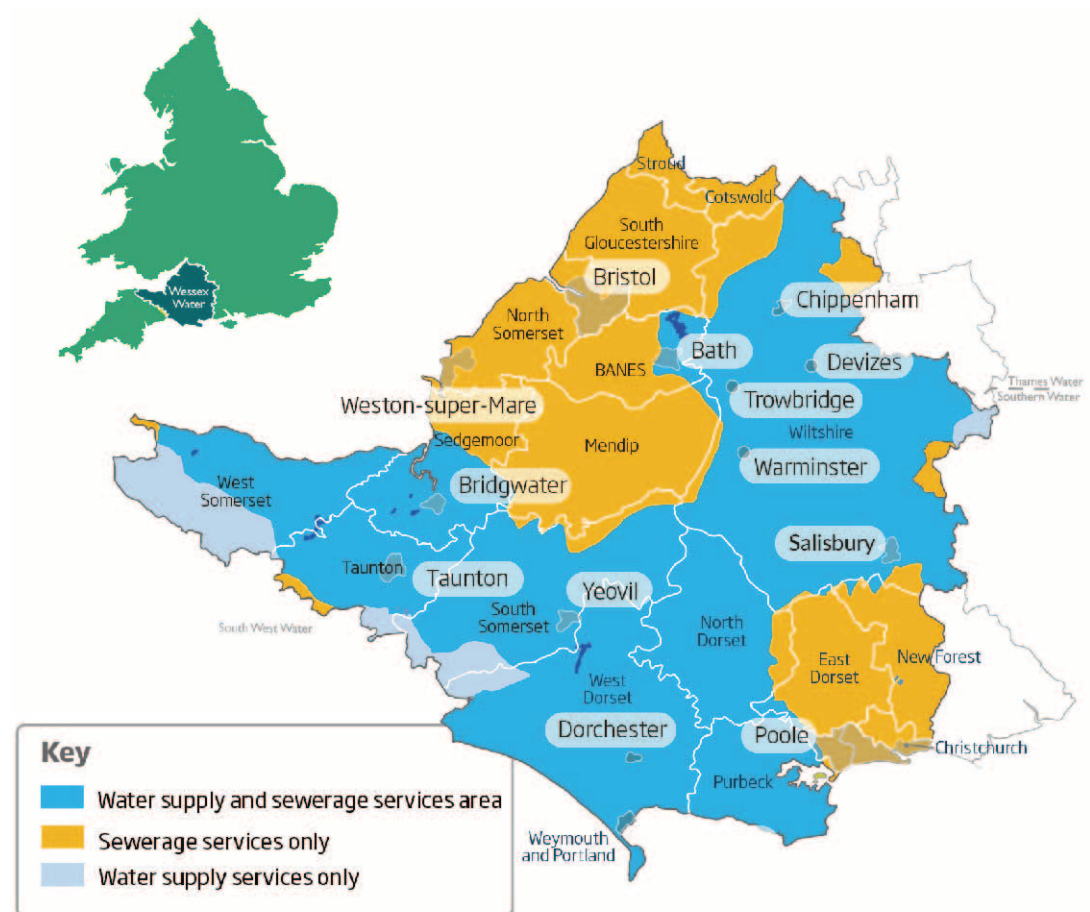 Wessex
Water
Stroud
Cotswold
South
Gloucestershire
Bristol
Chippenham
North
Somerset
Bath
Devizes
BANES
Thames Water
Southern Water
Trowbridge
Weston-super-Mare
Wiltshire
Sedgemoor
Mendip
Warminster
West
Somerset
Bridgwater
Salisbury
Taunton
Taunton
Yeovil
South
Somerset
North
Dorset
South West Water
East
Dorset
New Forest
West
Dorset
Dorchester
Poole
Christchurch
Purbeck
Weymouth
and Portland
Key
Water supply and sewerage services area
Sewerage services only
Water supply services only